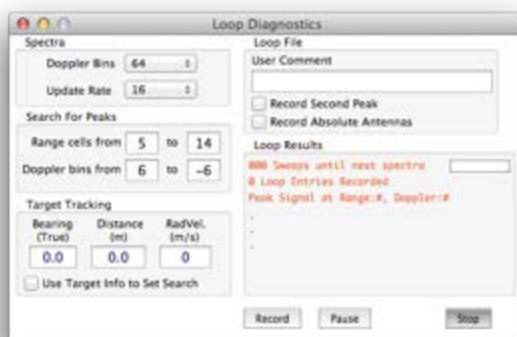 Loop Diagnostics
Spectra
Doppler Bins 64
Update Rate 16
Search For Peaks
Range cells from 5 to 14
Doppler bins from 6 to -6
Target Tracking
Bearing (True) Distance (m) RadVel. (m/s)
0.0 0.0 0
Use Target Info to Set Search
Loop File
User Comment
Record Second Peak
Record Absolute Antennas
Loop Results
000 Sweeps until next spectra
0 Loop Entries Recorded
Peak Signal at Range:#, Doppler:#
.
.
.
Record Pause Stop